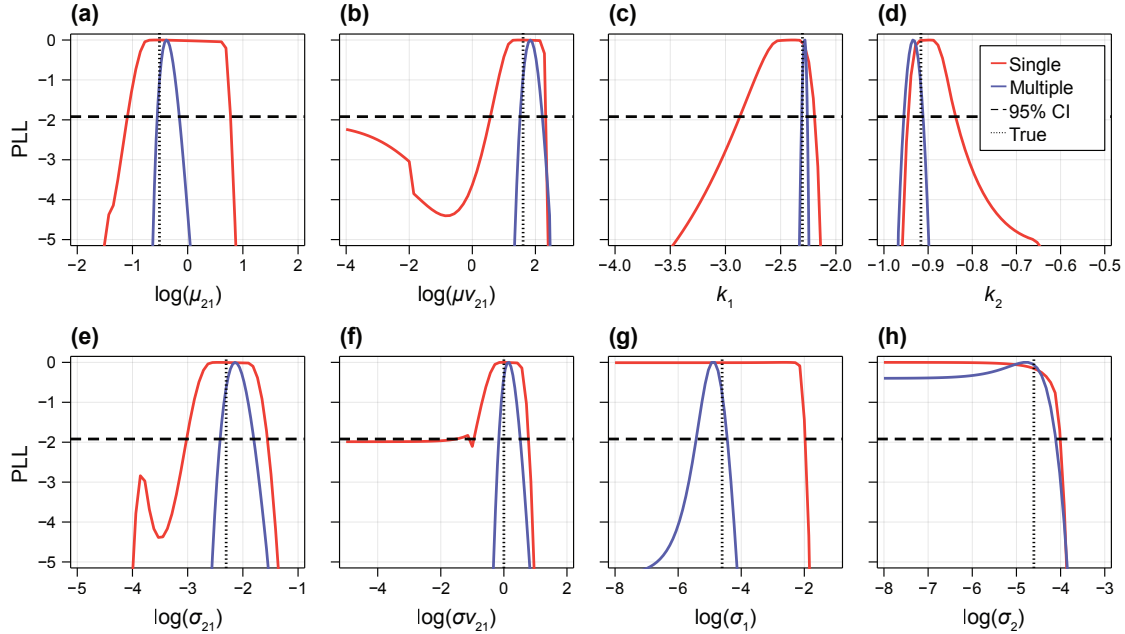 (a) (b) (c) (d)
PLL
0
−1
−2
−3
−4
−5
−2 −1 0 1 2
−4 −2 0 2
−4.0 −3.5 −3.0 −2.5 −2.0
−1.0 −0.9 −0.8 −0.7 −0.6 −0.5
Single
Multiple
95% CI
True
log(μ21) log(μv21) k1 k2
(e) (f) (g) (h)
PLL
0
−1
−2
−3
−4
−5
−5 −4 −3 −2 −1
−4 −2 0 2
−8 −6 −4 −2
−8 −7 −6 −5 −4 −3
log(σ21) log(σv21) log(σ1) log(σ2)